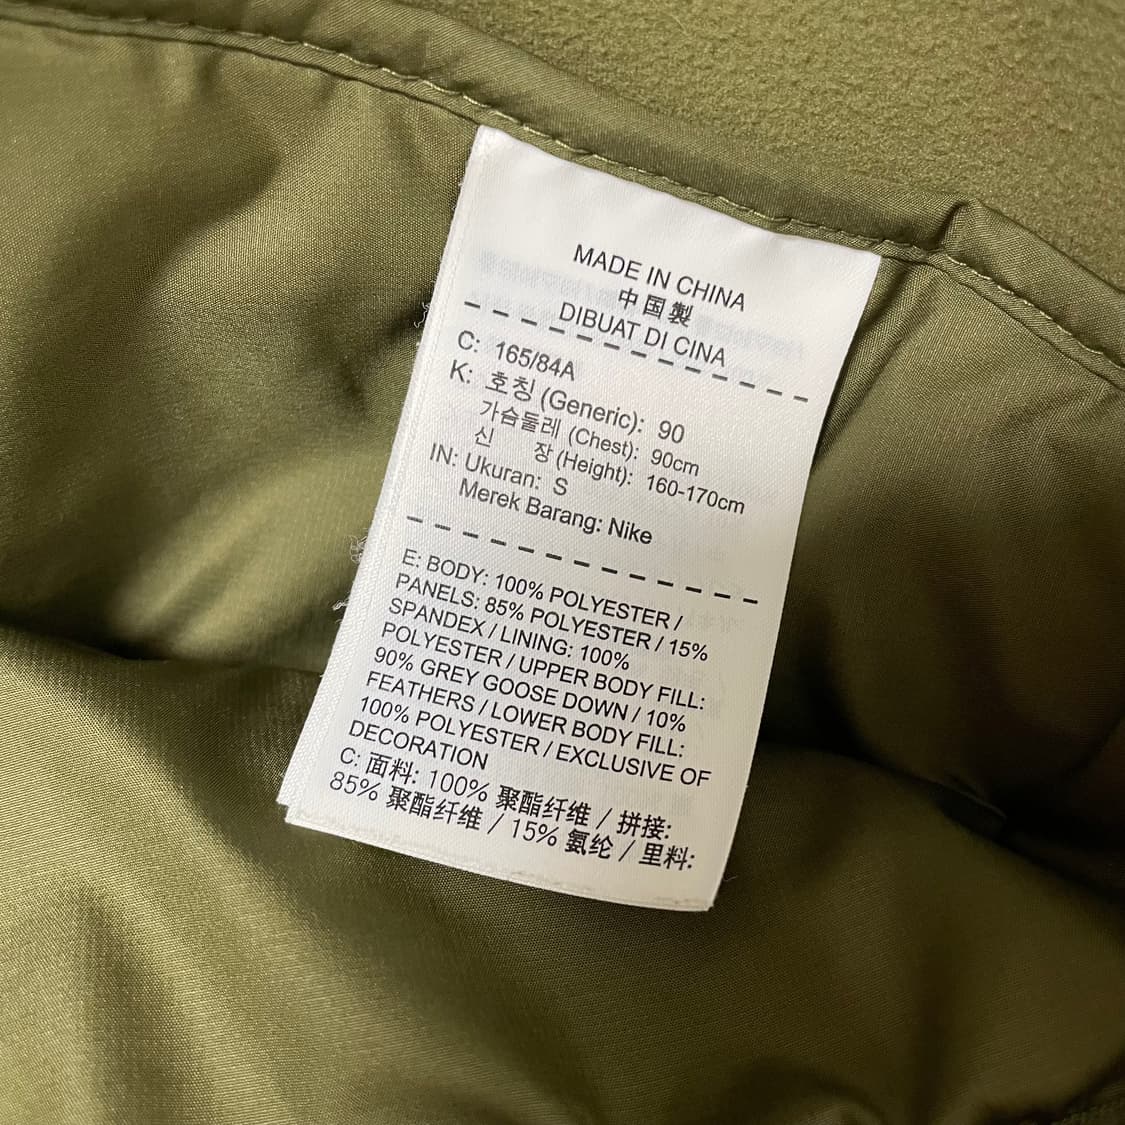 MADE IN CHINA
中国製
DIBUAT DI CINA
C: 165/84A
K: 호칭 (Generic): 90
가슴둘레 (Chest): 90cm
신 장 (Height): 160-170cm
IN: Ukuran: S
Merek Barang: Nike
E: BODY: 100% POLYESTER /
PANELS: 85% POLYESTER / 15%
SPANDEX / LINING: 100%
POLYESTER / UPPER BODY FILL:
90% GREY GOOSE DOWN / 10%
FEATHERS / LOWER BODY FILL:
100% POLYESTER / EXCLUSIVE OF
DECORATION
C: 面料: 100% 聚酯纤维 / 拼接:
85% 聚酯纤维 / 15% 氨纶 / 里料: